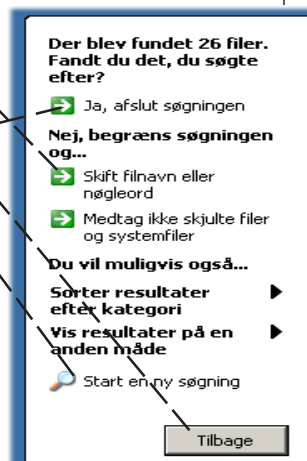 Der blev fundet 26 filer.
Fandt du det, du søgte
efter?
Ja, afslut søgningen
Nej, begræns søgningen
og...
Skift filnavn eller
nøgleord
Medtag ikke skjulte filer
og systemfiler
Du vil muligvis også...
Sorter resultater
efter kategori
Vis resultater på en
anden måde
Start en ny søgning
Tilbage